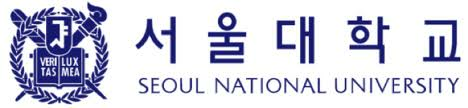 VERI LUX
TAS MEA
서울대학교
SEOUL NATIONAL UNIVERSITY